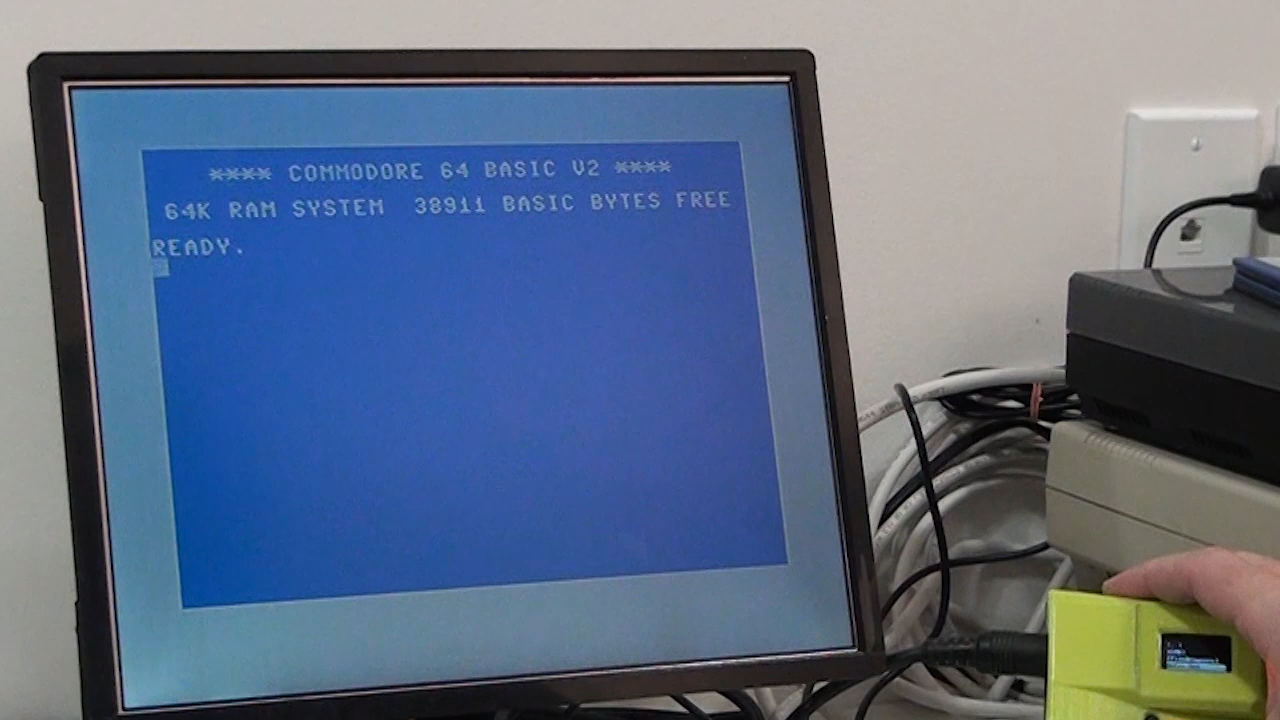 **** COMMODORE 64 BASIC V2 ****
64K RAM SYSTEM  38911 BASIC BYTES FREE
READY.